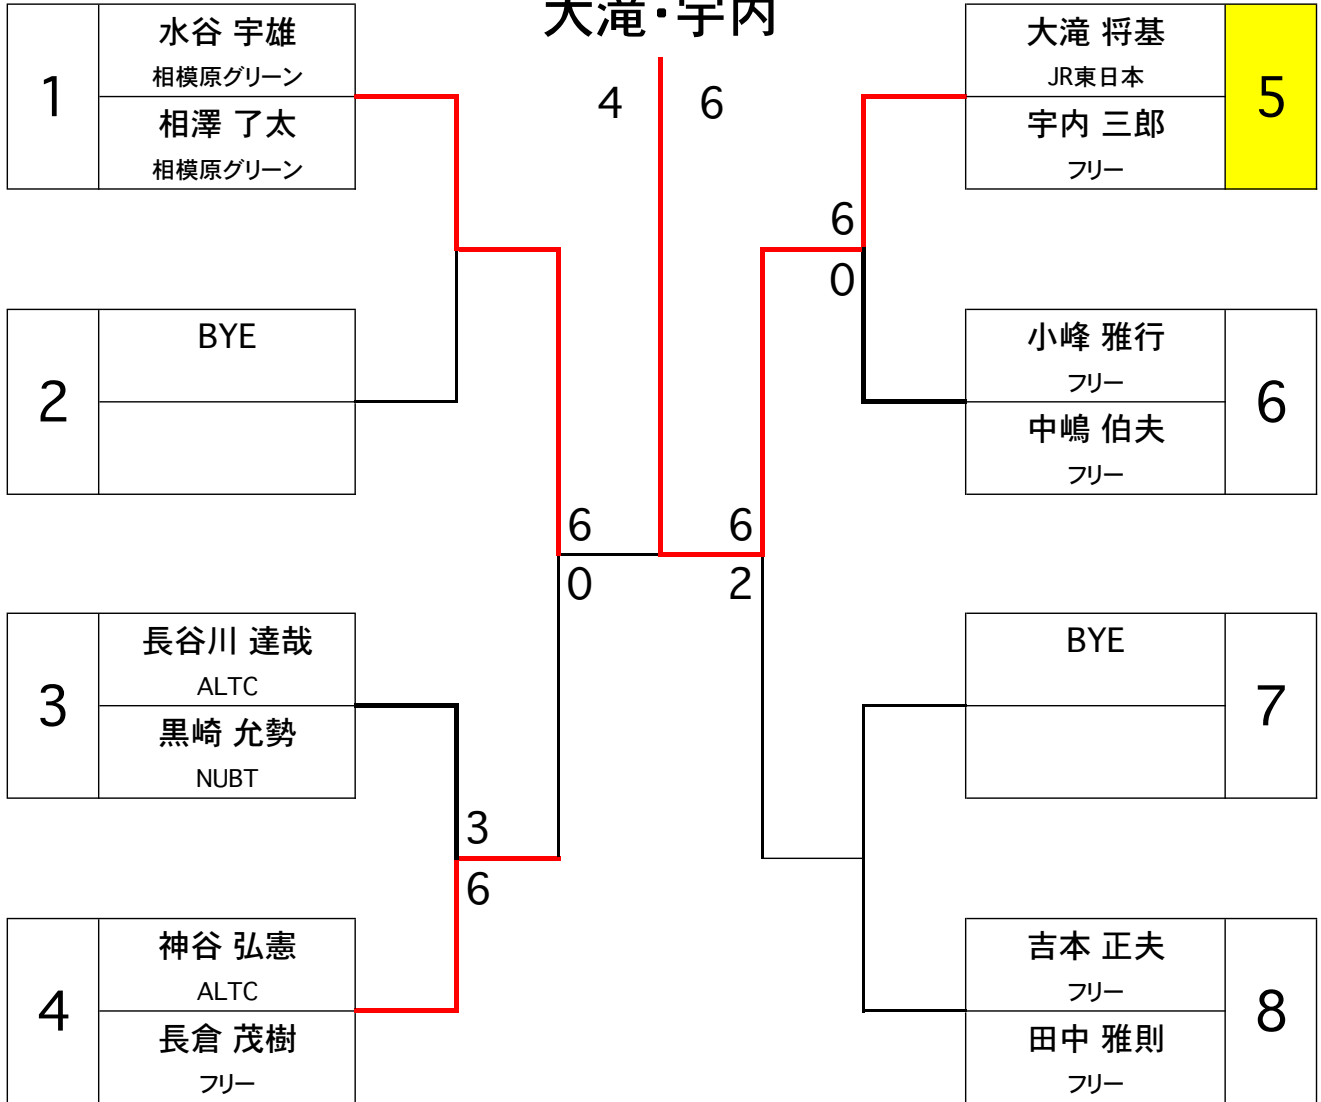 大滝・宇内
4 6
1
水谷 宇雄
相模原グリーン
相澤 了太
相模原グリーン
2
BYE
3
長谷川 達哉
ALTC
黒崎 允勢
NUBT
4
神谷 弘憲
ALTC
長倉 茂樹
フリー
3
6
6
0
6
2
6
0
大滝 将基
JR東日本
宇内 三郎
フリー
5
小峰 雅行
フリー
中嶋 伯夫
フリー
6
BYE
7
吉本 正夫
フリー
田中 雅則
フリー
8